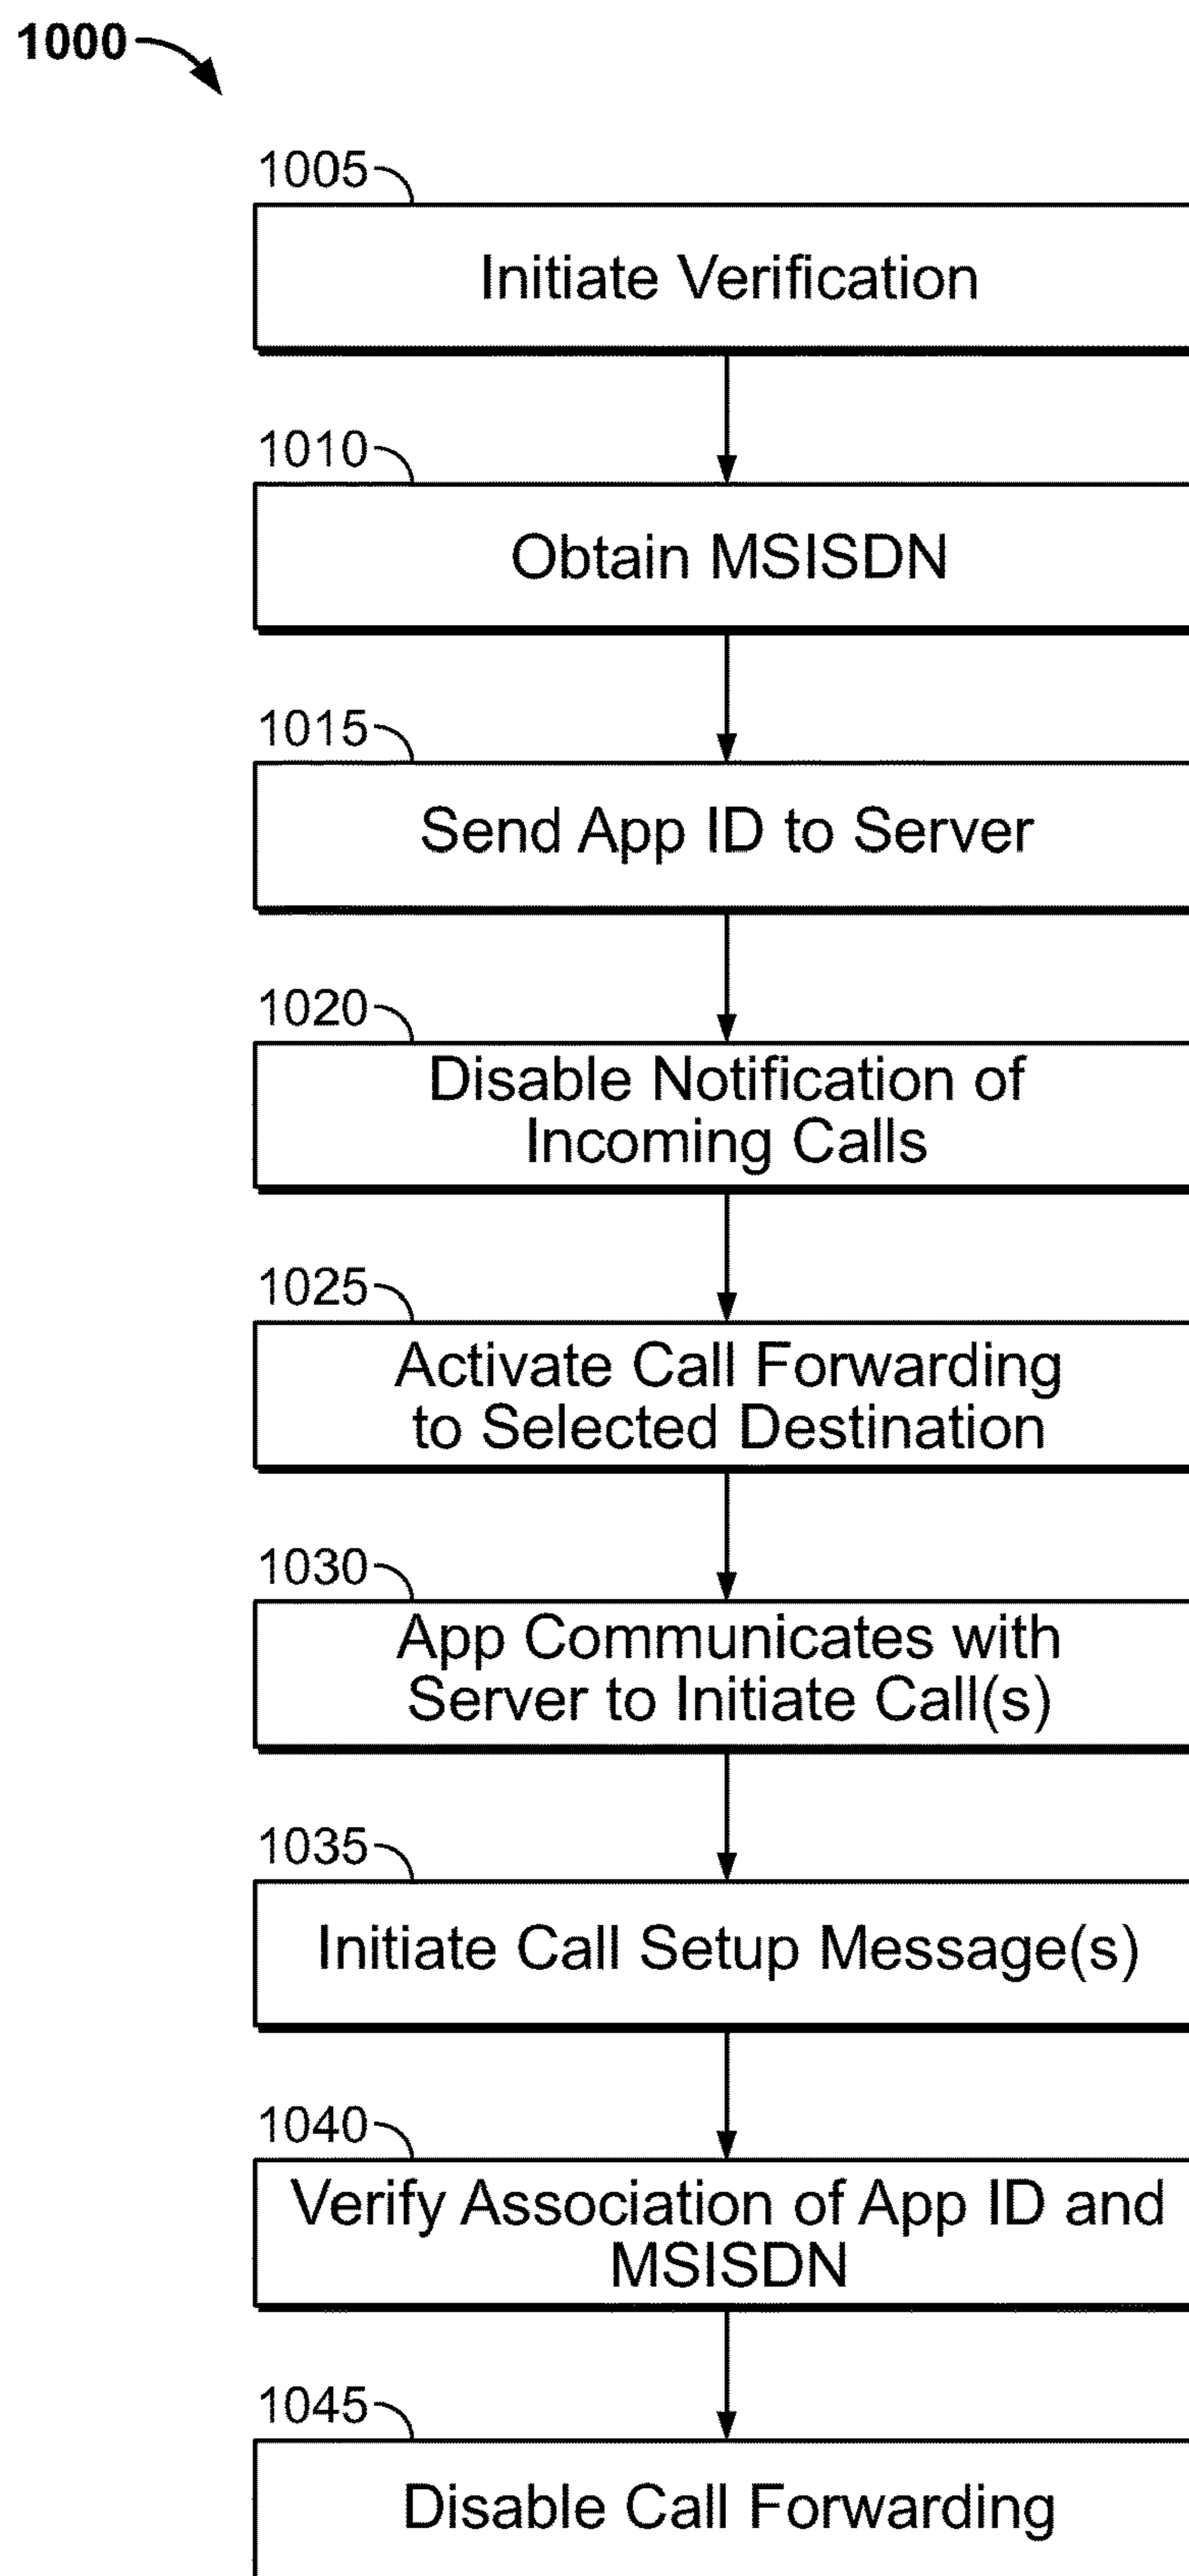 1000
1005
Initiate Verification
1010
Obtain MSISDN
1015
Send App ID to Server
1020
Disable Notification of
Incoming Calls
1025
Activate Call Forwarding
to Selected Destination
1030
App Communicates with
Server to Initiate Call(s)
1035
Initiate Call Setup Message(s)
1040
Verify Association of App ID and
MSISDN
1045
Disable Call Forwarding